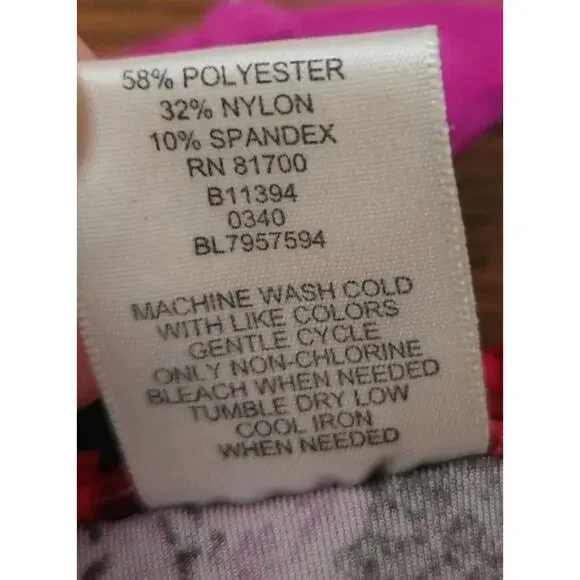 58% POLYESTER
32% NYLON
10% SPANDEX
RN 81700
B11394
0340
BL7957594
MACHINE WASH COLD
WITH LIKE COLORS
GENTLE CYCLE
ONLY NON-CHLORINE
BLEACH WHEN NEEDED
TUMBLE DRY LOW
COOL IRON
WHEN NEEDED